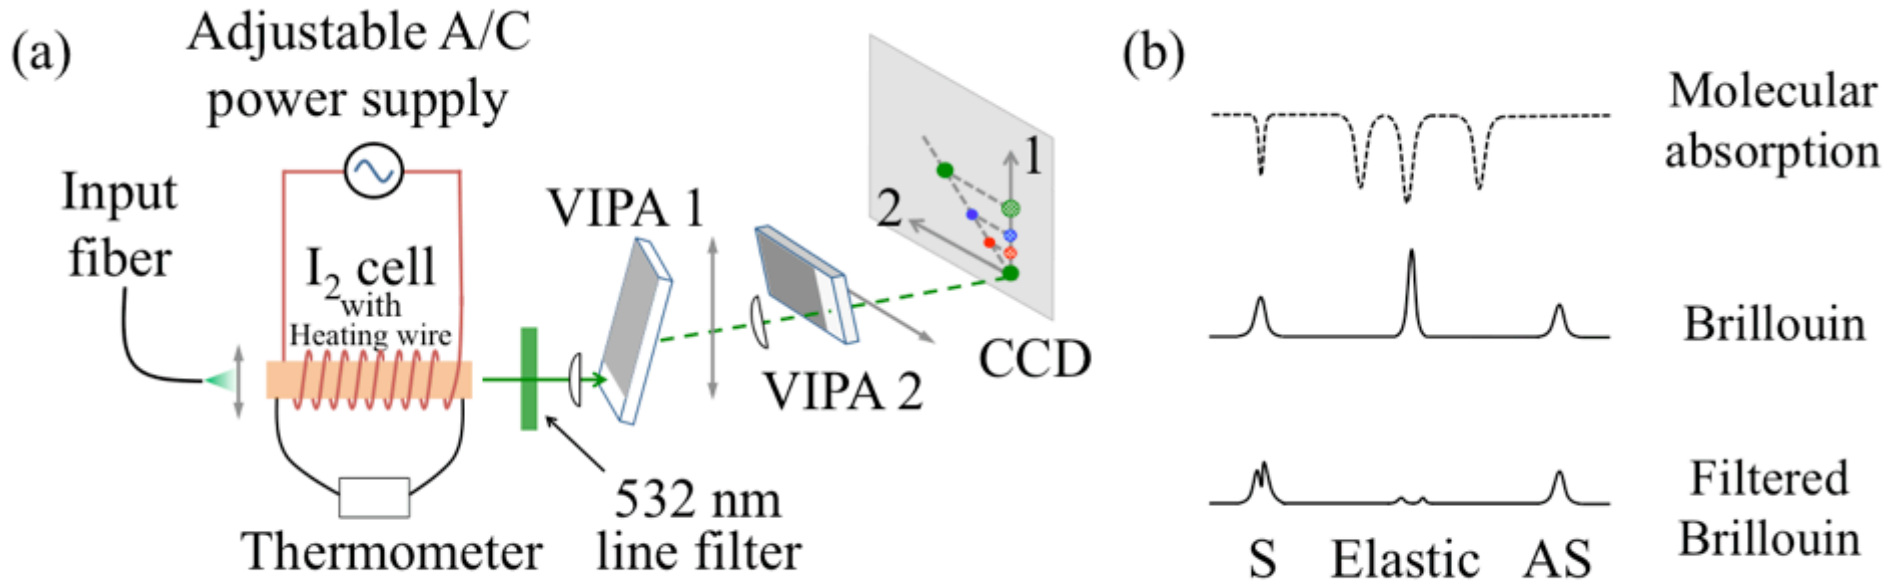 (a)
Adjustable A/C
power supply
Input
fiber
I₂ cell
with
Heating wire
Thermometer
532 nm
line filter
VIPA 1
VIPA 2
CCD
1
2
(b)
Molecular
absorption
Brillouin
Filtered
Brillouin
S Elastic AS